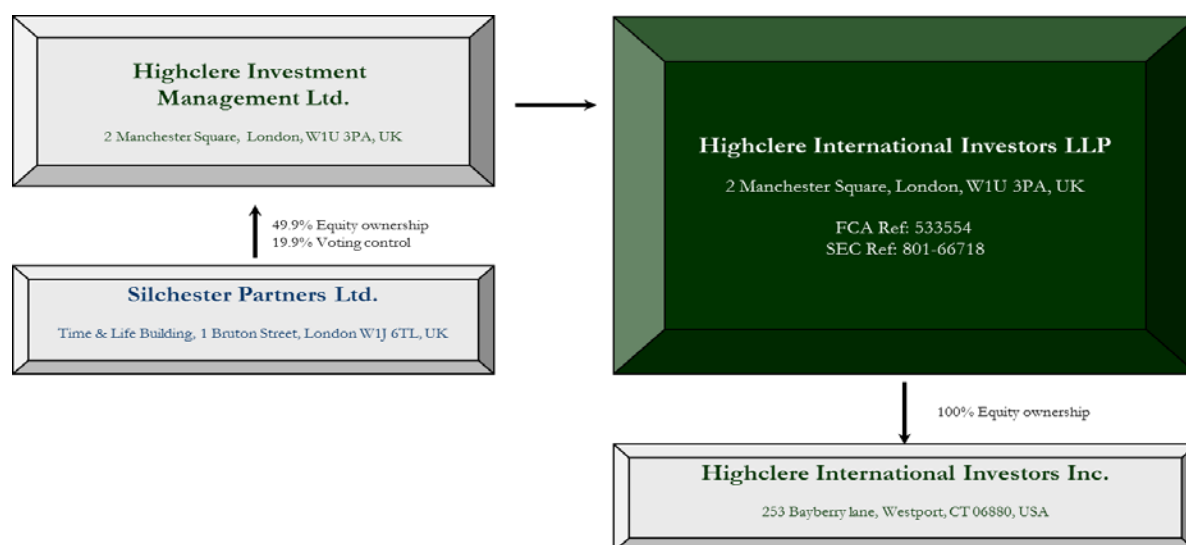 Highclere Investment
Management Ltd.
2 Manchester Square, London, W1U 3PA, UK
49.9% Equity ownership
19.9% Voting control
Silchester Partners Ltd.
Time & Life Building, 1 Bruton Street, London W1J 6TL, UK
Highclere International Investors LLP
2 Manchester Square, London, W1U 3PA, UK
FCA Ref: 533554
SEC Ref: 801-66718
100% Equity ownership
Highclere International Investors Inc.
253 Bayberry lane, Westport, CT 06880, USA